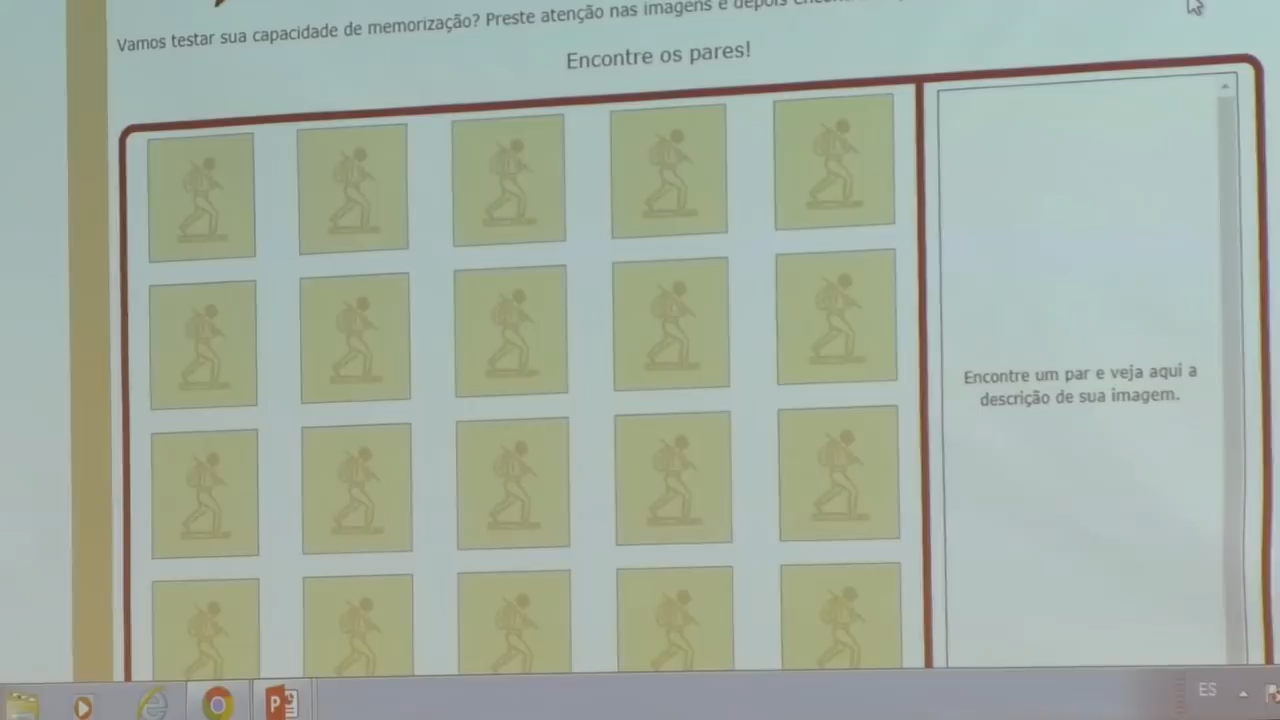 Vamos testar sua capacidade de memorização? Preste atenção nas imagens e depois
Encontre os pares!
Encontre um par e veja aqui a
descrição de sua imagem.
ES